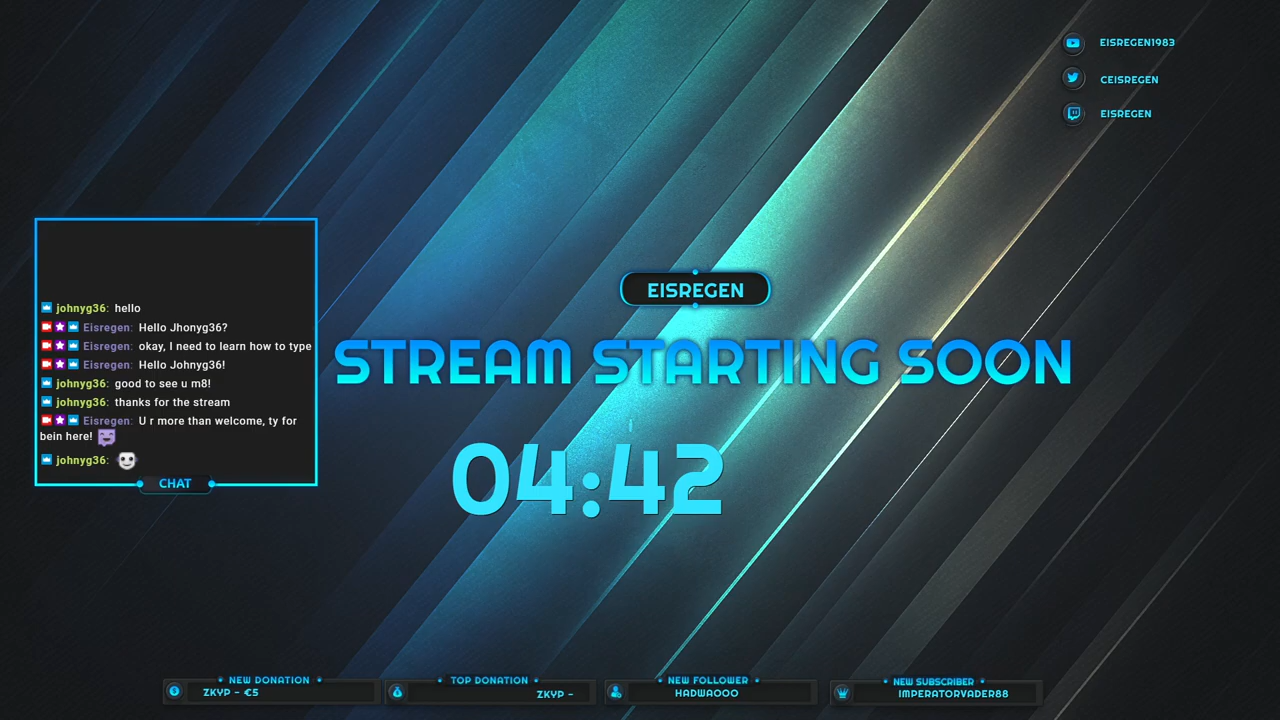 EISREGEN1983
CEISREGEN
EISREGEN
johnyg36: hello
Eisregen: Hello Jhonyg36?
Eisregen: okay, I need to learn how to type
Eisregen: Hello Johnyg36!
johnyg36: good to see u m8!
johnyg36: thanks for the stream
Eisregen: U r more than welcome, ty for
bein here!
johnyg36:
CHAT
EISREGEN
STREAM STARTING SOON
04:42
NEW DONATION
ZKYP - €5
TOP DONATION
ZKYP -
NEW FOLLOWER
HADWAOOO
NEW SUBSCRIBER
IMPERATORVADER88